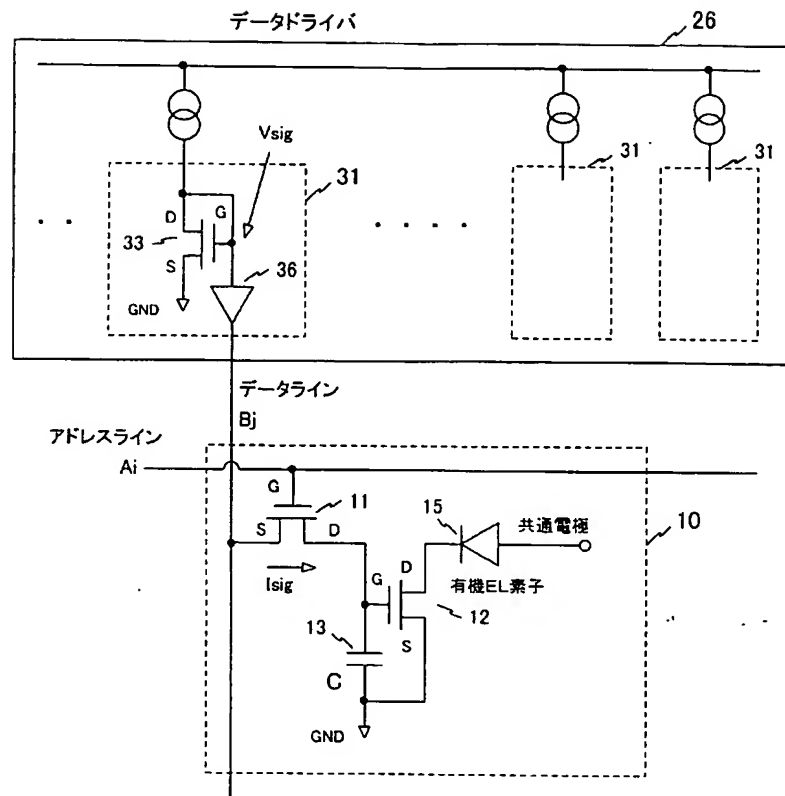 データドライバ
26
Vsig
31
31
31
D
G
33
S
36
GND
データライン
Bj
アドレスライン
Ai
G
11
S
D
Isig
15
共通電極
10
有機EL素子
G
D
12
S
13
C
GND